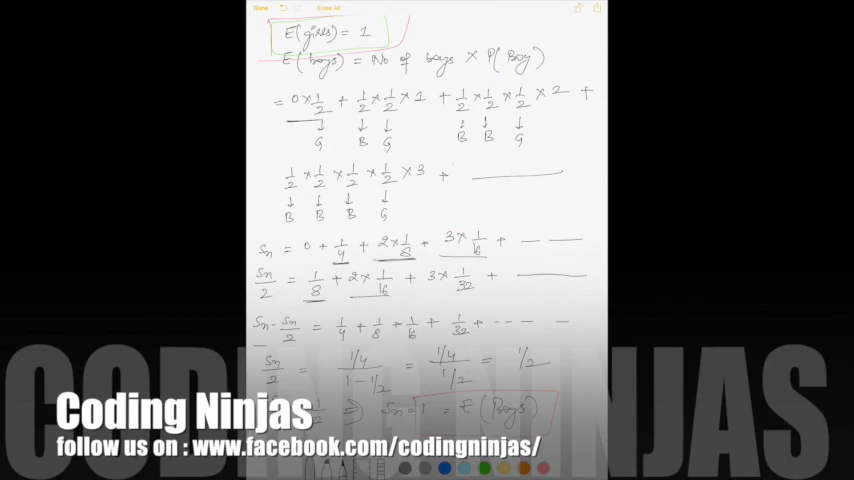 Done Erase All
E(girls) = 1
E(boys) = No of boys × P(Boy)
= 0×1/2 + 1/2×1/2×1 + 1/2×1/2×1/2×2 +
↓ ↓ ↓ ↓ ↓ ↓
G B G B B G
1/2×1/2×1/2×1/2×3 +
↓ ↓ ↓ ↓
B B B G
Sn = 0 + 1/4 + 2×1/8 + 3×1/16 +
Sn/2 = 1/8 + 2×1/16 + 3×1/32 +
Sn - Sn/2 = 1/4 + 1/8 + 1/16 + 1/32 +
Sn/2 = 1/4 / 1-1/2 = 1/4 / 1/2 = 1/2
1/2 ⇒ Sn = 1 = E(Boys)
CODING NINJAS
Coding Ninjas
follow us on : www.facebook.com/codingninjas/